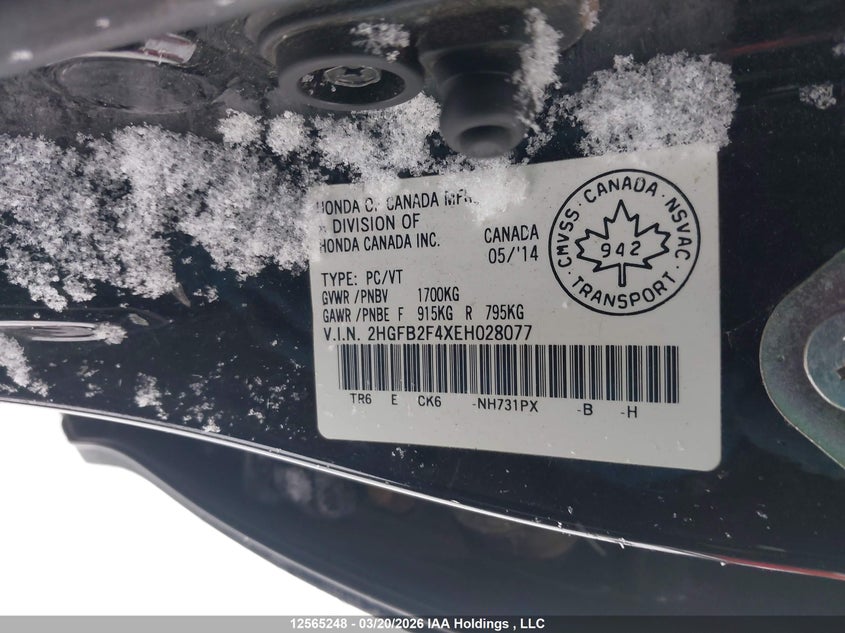 HONDA OF CANADA MFG.
A DIVISION OF
HONDA CANADA INC.
CANADA
05/'14
CMVSS · CANADA · NSVAC
942
TRANSPORT
TYPE: PC/VT
GVWR/PNBV 1700KG
GAWR/PNBE F 915KG R 795KG
V.I.N. 2HGFB2F4XEH028077
TR6 E CK6 -NH731PX -B -H
12565248 - 03/20/2026 IAA Holdings , LLC